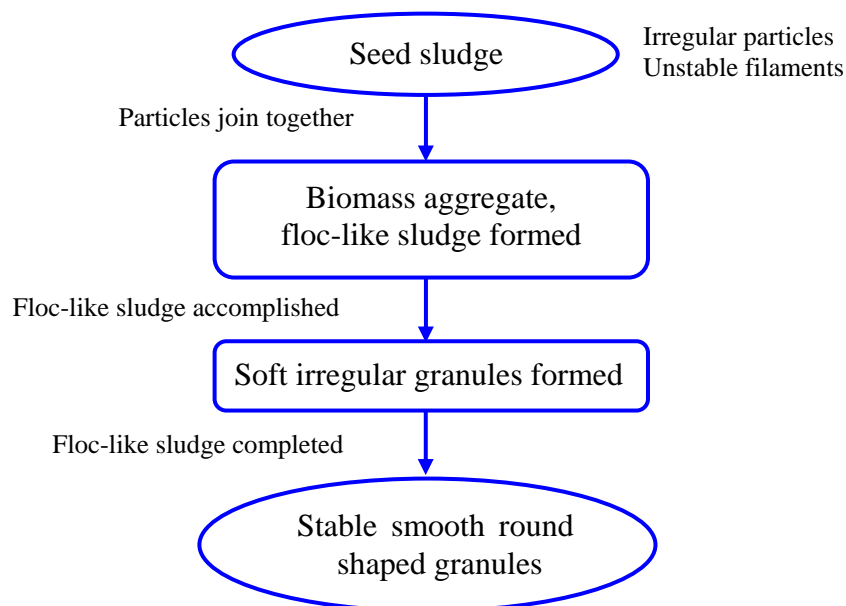 Seed sludge
Irregular particles
Unstable filaments
Particles join together
Biomass aggregate,
floc-like sludge formed
Floc-like sludge accomplished
Soft irregular granules formed
Floc-like sludge completed
Stable smooth round
shaped granules